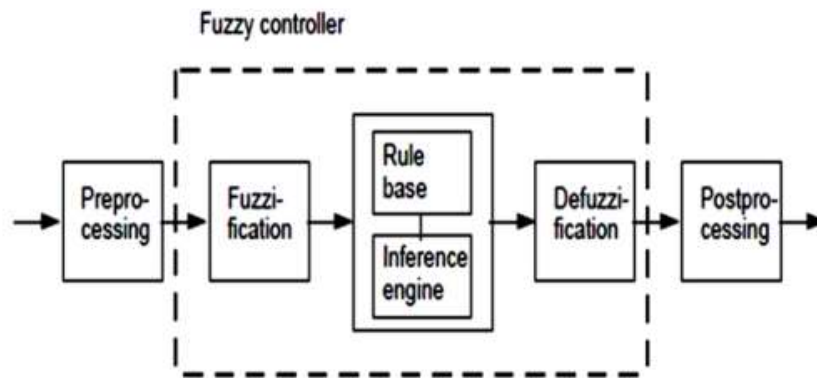 Fuzzy controller
Prepro-
cessing
Fuzzi-
fication
Rule
base
Inference
engine
Defuzzi-
fication
Postpro-
cessing